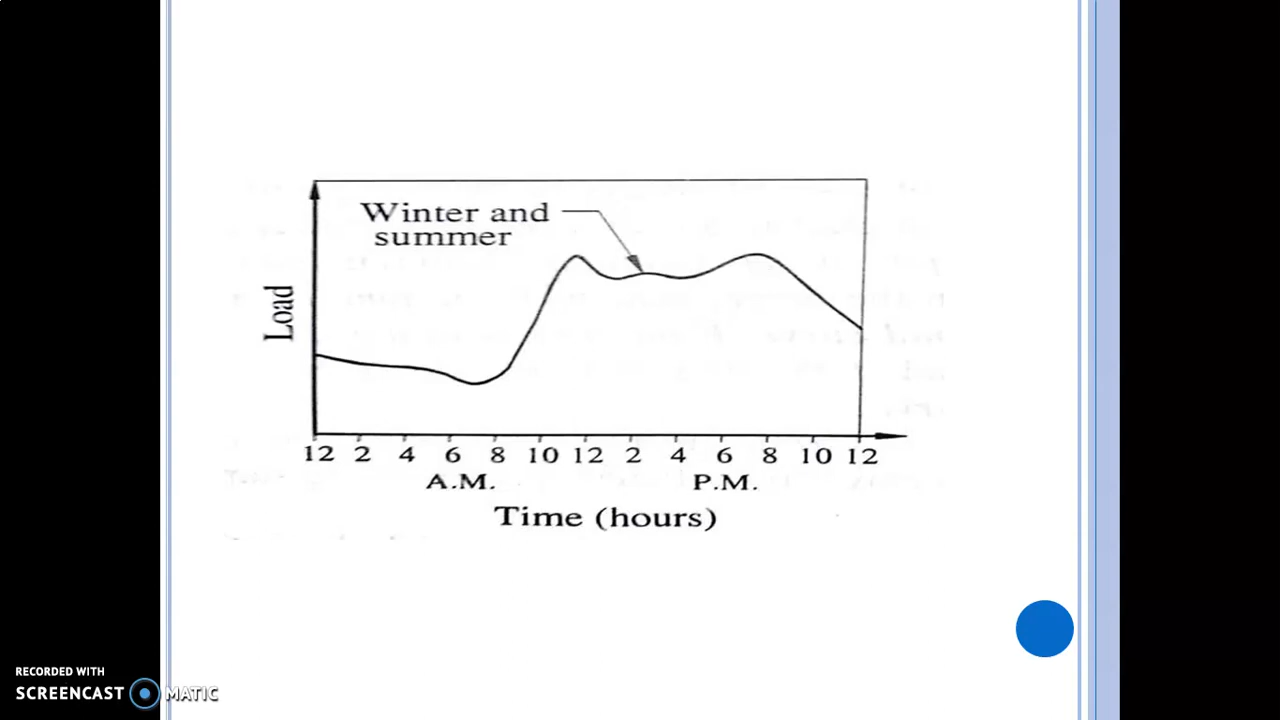 Winter and
summer
Load
12 2 4 6 8 10 12 2 4 6 8 10 12
A.M. P.M.
Time (hours)
RECORDED WITH
SCREENCAST MATIC